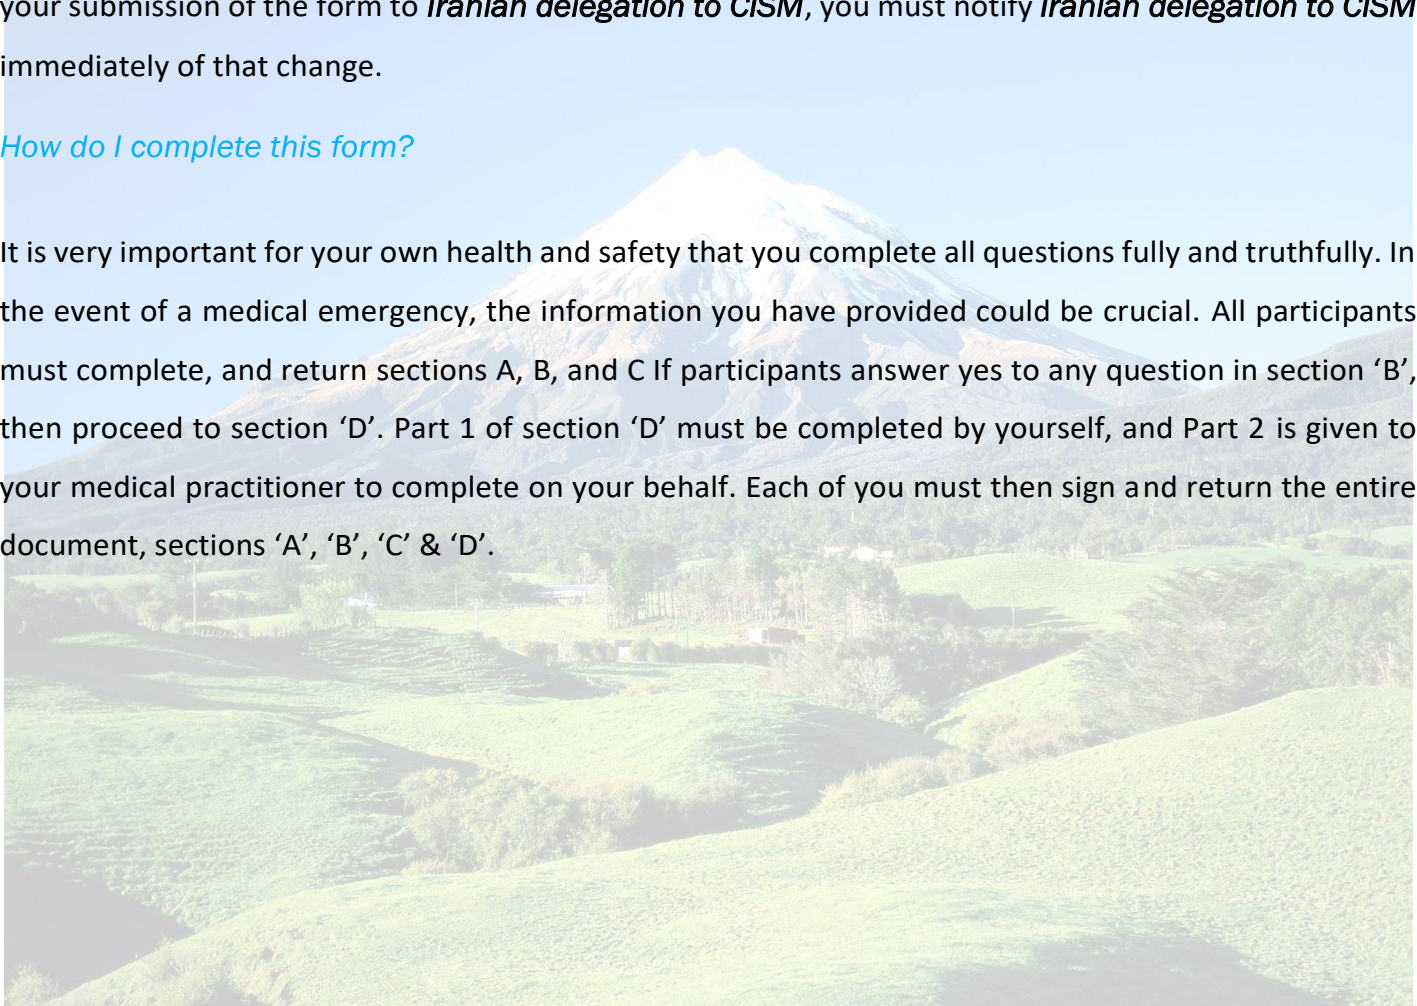 your submission of the form to Iranian delegation to CISM, you must notify Iranian delegation to CISM
immediately of that change.
How do I complete this form?
It is very important for your own health and safety that you complete all questions fully and truthfully. In
the event of a medical emergency, the information you have provided could be crucial. All participants
must complete, and return sections A, B, and C If participants answer yes to any question in section ‘B’,
then proceed to section ‘D’. Part 1 of section ‘D’ must be completed by yourself, and Part 2 is given to
your medical practitioner to complete on your behalf. Each of you must then sign and return the entire
document, sections ‘A’, ‘B’, ‘C’ & ‘D’.